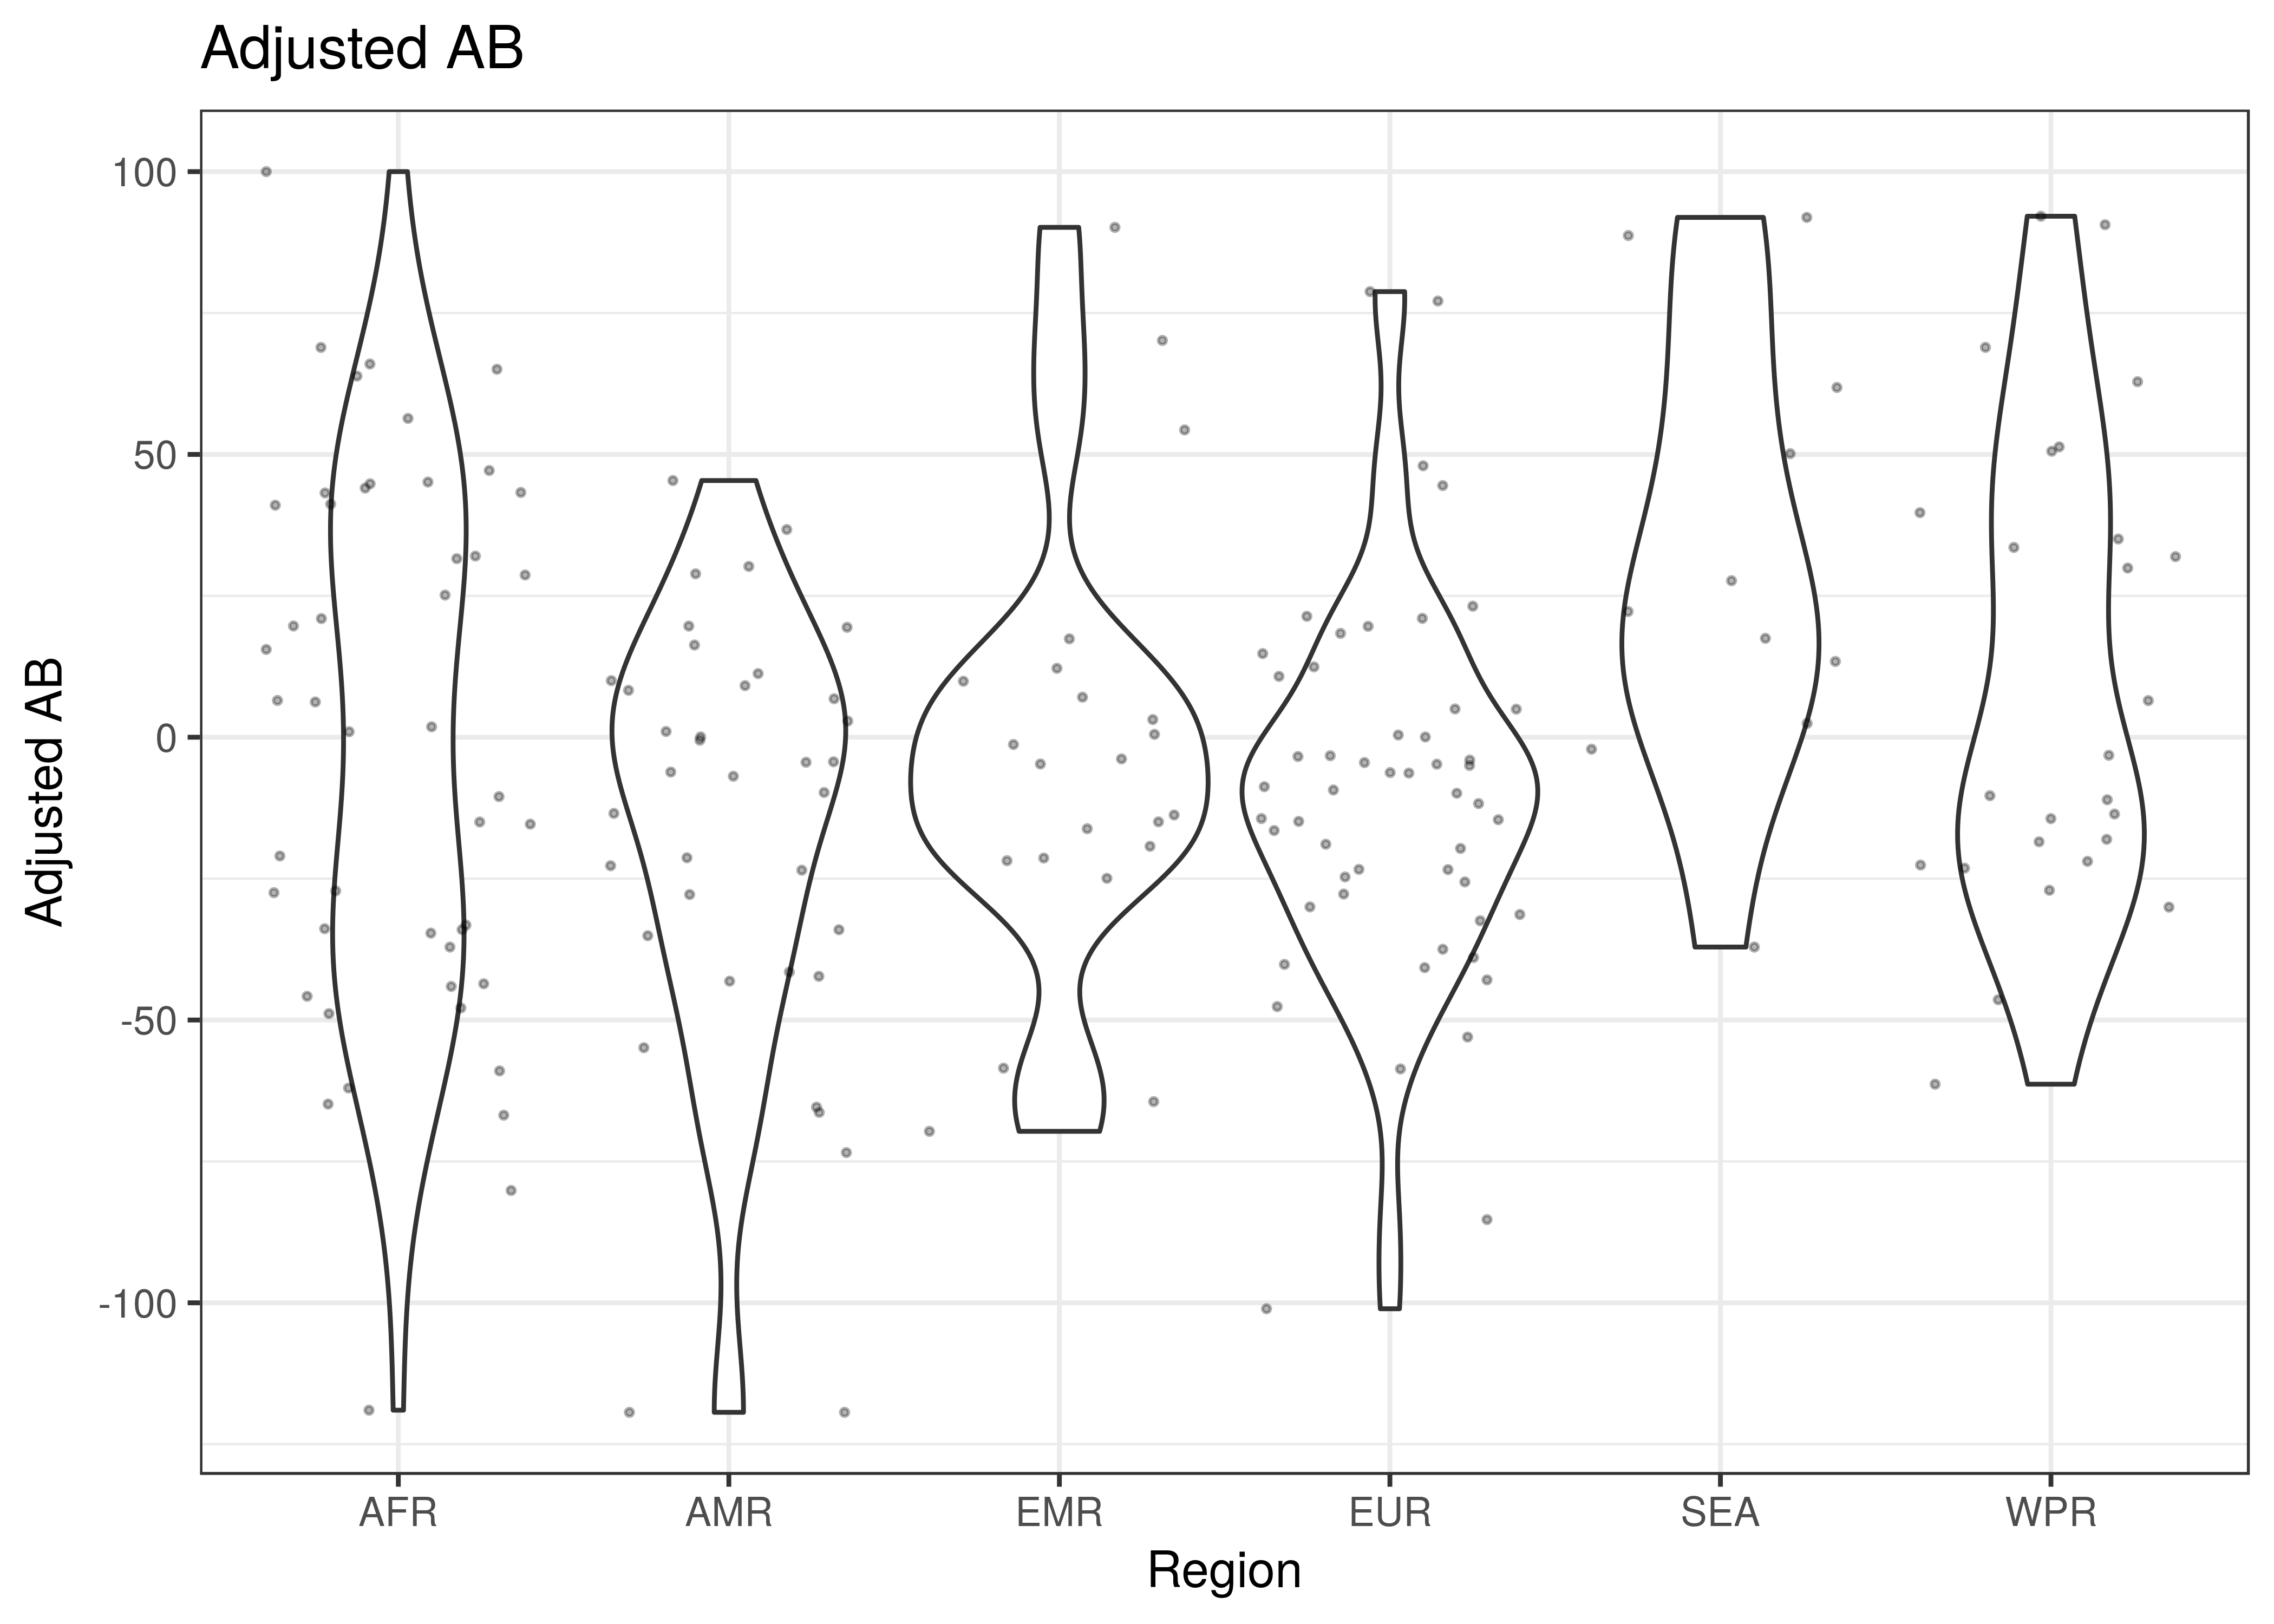 Adjusted AB
Adjusted AB
100
50
0
-50
-100
AFR AMR EMR EUR SEA WPR
Region